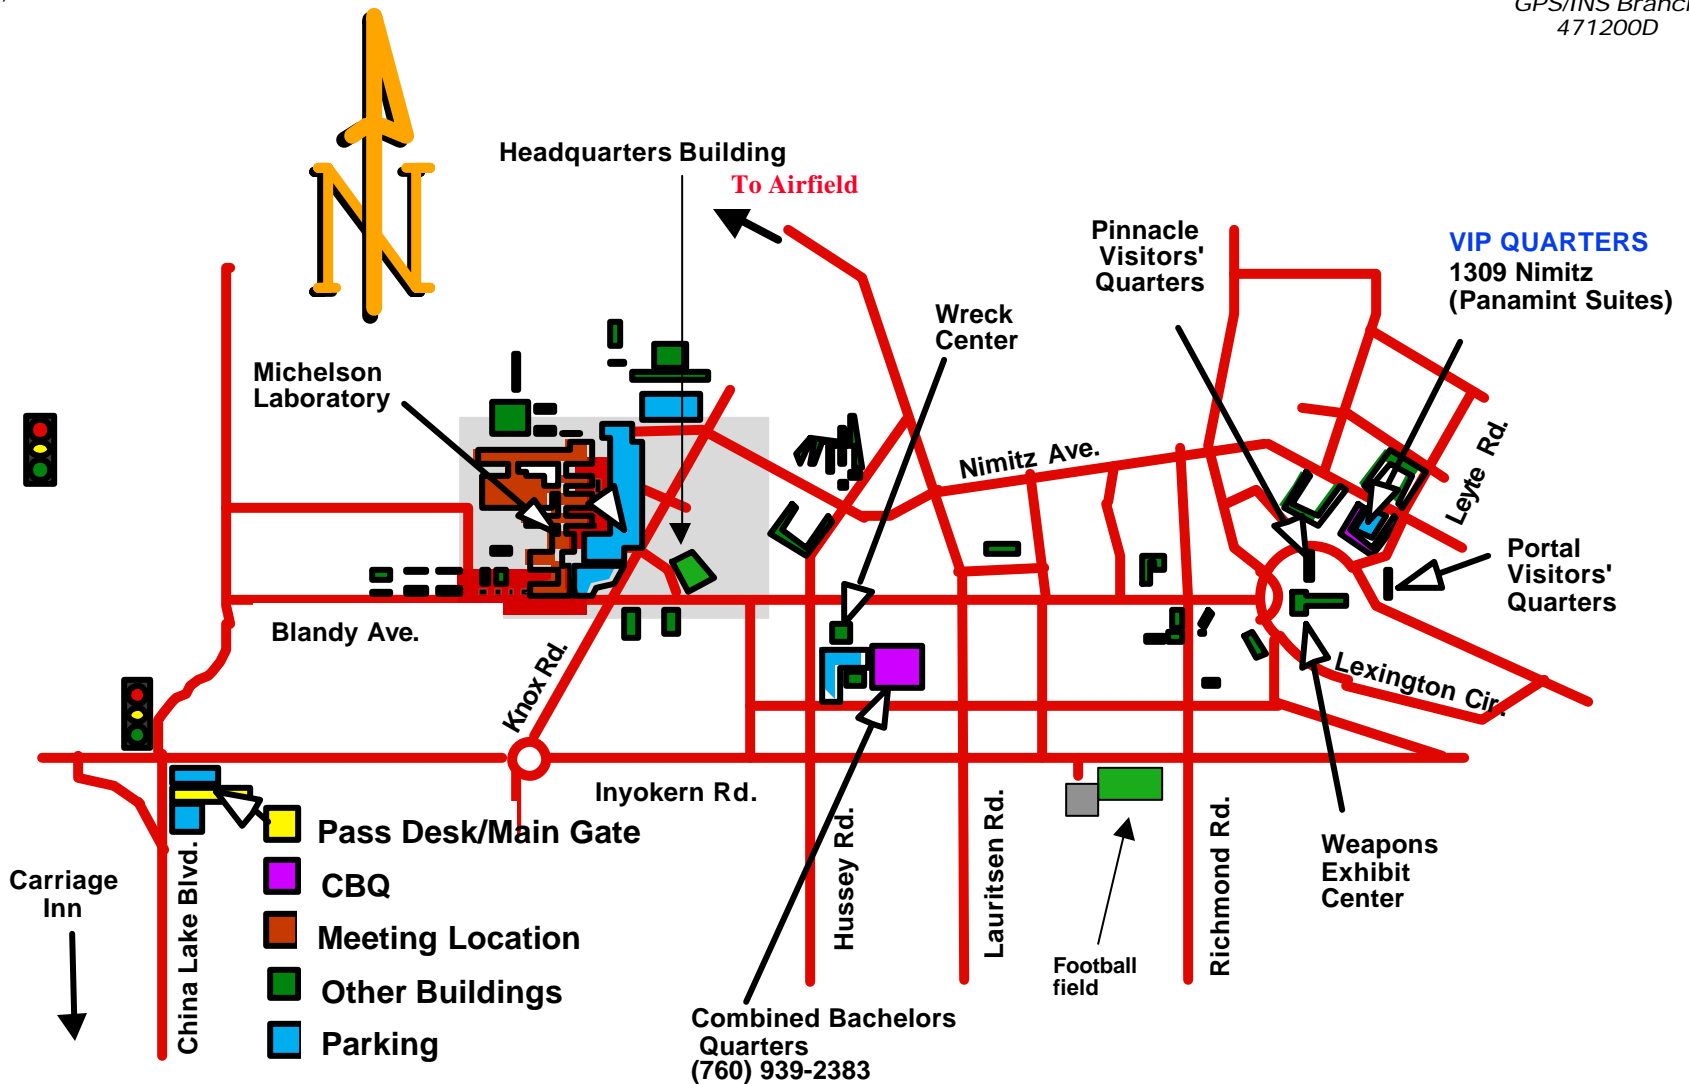 GPS/INS Branch
471200D
N
Headquarters Building
To Airfield
Pinnacle
Visitors'
Quarters
VIP QUARTERS
1309 Nimitz
(Panamint Suites)
Wreck
Center
Michelson
Laboratory
Nimitz Ave.
Leyte Rd.
Portal
Visitors'
Quarters
Blandy Ave.
Knox Rd.
Lexington Cir.
Inyokern Rd.
Pass Desk/Main Gate
CBQ
Meeting Location
Other Buildings
Parking
Carriage
Inn
China Lake Blvd.
Hussey Rd.
Lauritsen Rd.
Richmond Rd.
Weapons
Exhibit
Center
Football
field
Combined Bachelors
Quarters
(760) 939-2383